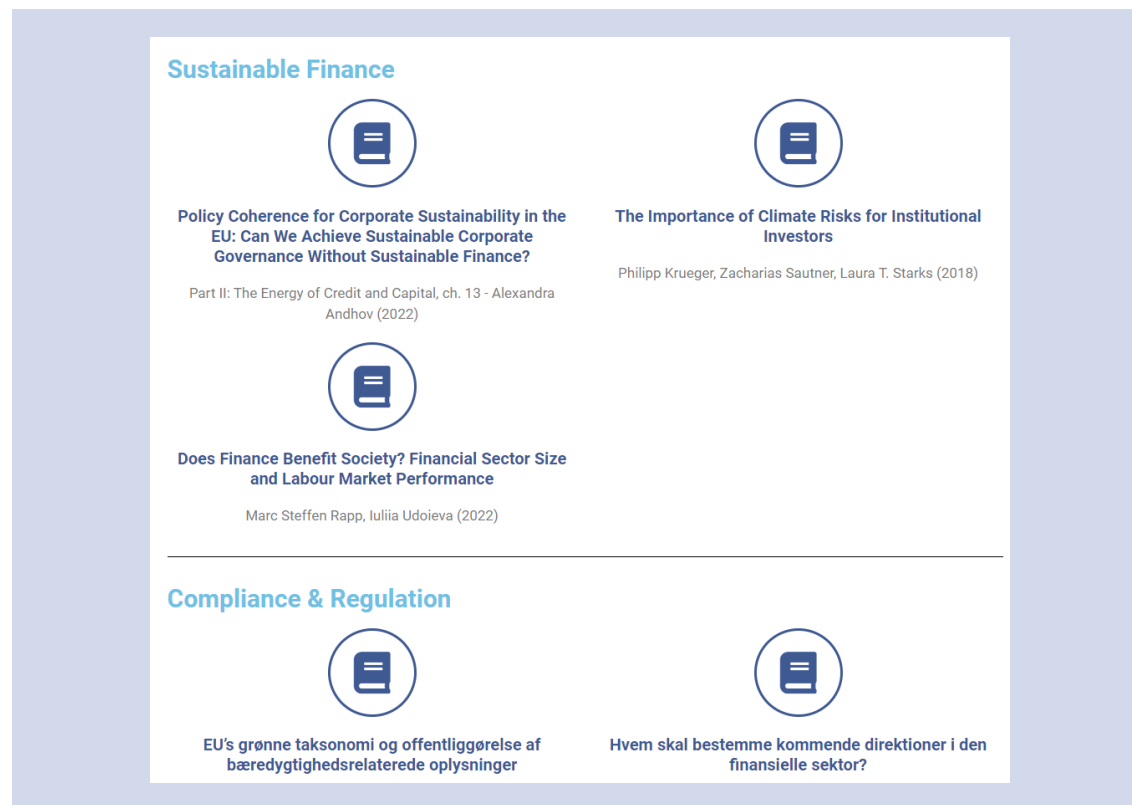 Sustainable Finance
Policy Coherence for Corporate Sustainability in the
EU: Can We Achieve Sustainable Corporate
Governance Without Sustainable Finance?
Part II: The Energy of Credit and Capital, ch. 13 - Alexandra
Andhov (2022)
The Importance of Climate Risks for Institutional
Investors
Philipp Krueger, Zacharias Sautner, Laura T. Starks (2018)
Does Finance Benefit Society? Financial Sector Size
and Labour Market Performance
Marc Steffen Rapp, Iuliia Udoieva (2022)
Compliance & Regulation
EU’s grønne taksonomi og offentliggørelse af
bæredygtighedsrelaterede oplysninger
Hvem skal bestemme kommende direktioner i den
finansielle sektor?